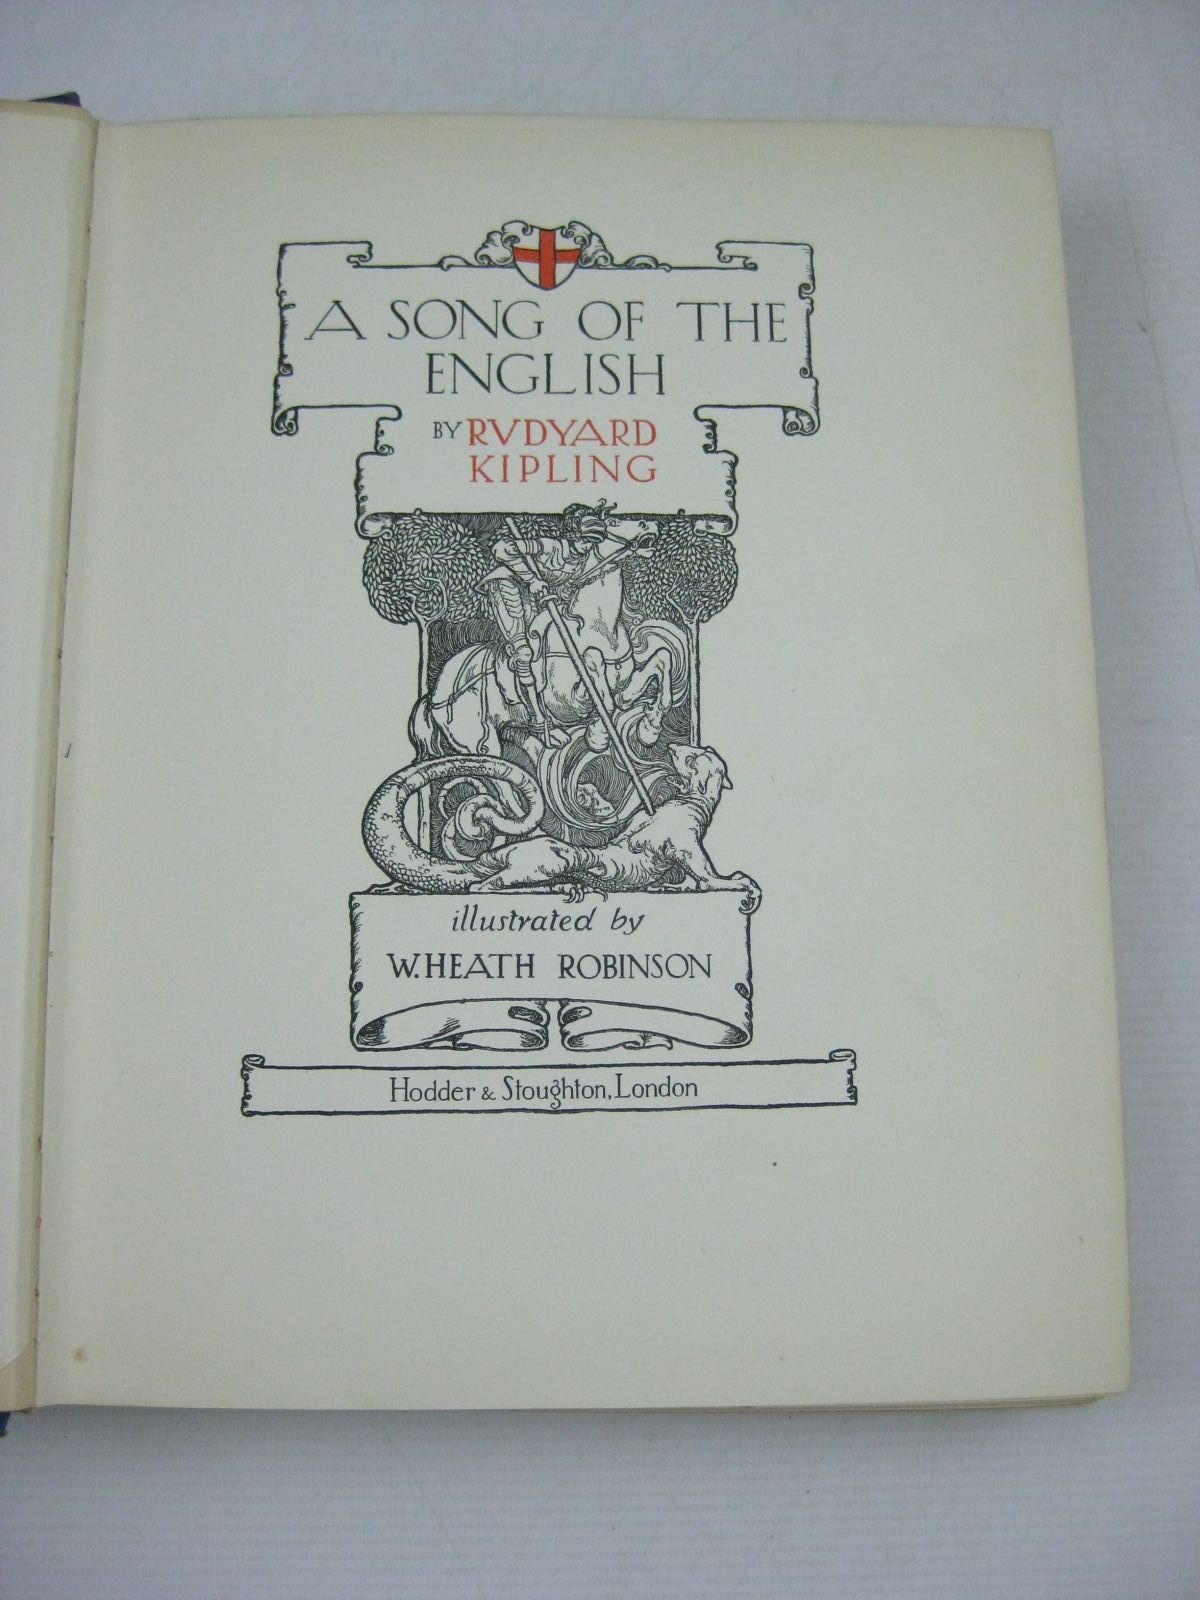 A SONG OF THE
ENGLISH
BY RVDYARD
KIPLING
illustrated by
W. HEATH ROBINSON
Hodder & Stoughton, London